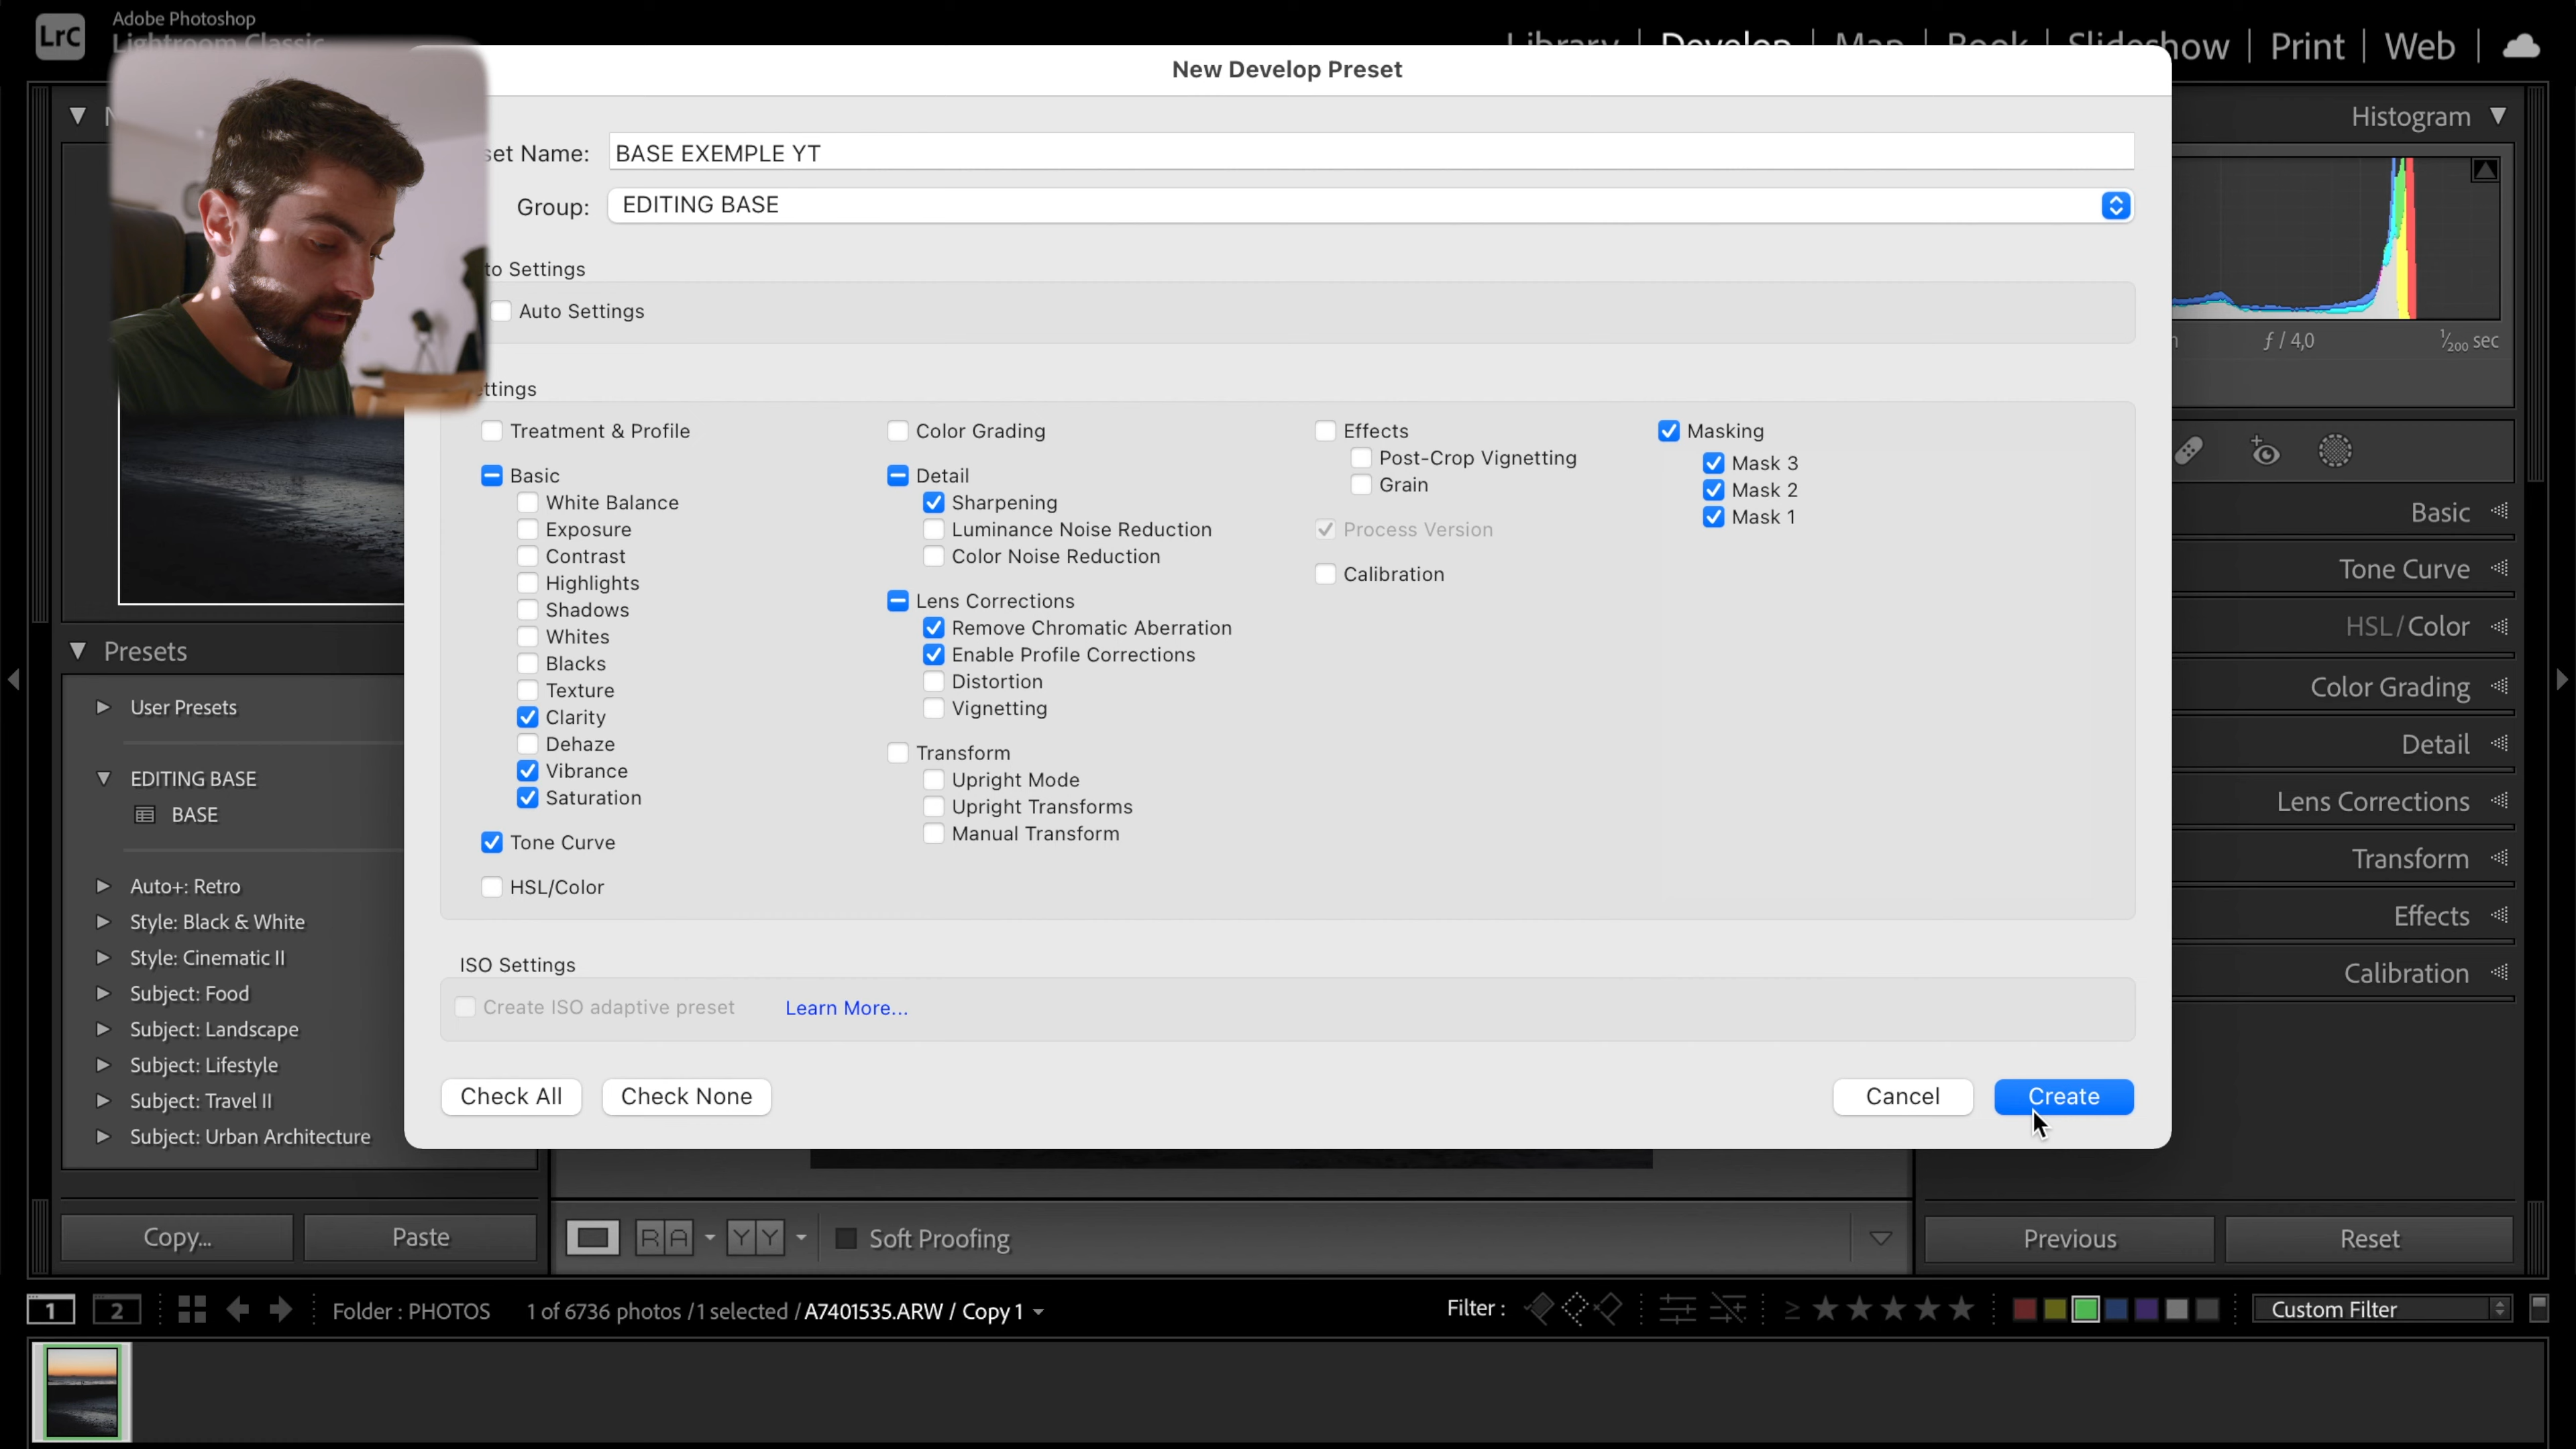 LrC
Adobe Photoshop
Lightroom Classic
Library | Develop | Map | Book | Slideshow | Print | Web |
New Develop Preset
set Name: BASE EXEMPLE YT
Group: EDITING BASE
to Settings
Auto Settings
ettings
Treatment & Profile
Basic
White Balance
Exposure
Contrast
Highlights
Shadows
Whites
Blacks
Texture
Clarity
Dehaze
Vibrance
Saturation
Tone Curve
HSL/Color
Color Grading
Detail
Sharpening
Luminance Noise Reduction
Color Noise Reduction
Lens Corrections
Remove Chromatic Aberration
Enable Profile Corrections
Distortion
Vignetting
Transform
Upright Mode
Upright Transforms
Manual Transform
Effects
Post-Crop Vignetting
Grain
Process Version
Calibration
Masking
Mask 3
Mask 2
Mask 1
ISO Settings
Create ISO adaptive preset Learn More...
Check All Check None Cancel Create
Presets
User Presets
EDITING BASE
BASE
Auto+: Retro
Style: Black & White
Style: Cinematic II
Subject: Food
Subject: Landscape
Subject: Lifestyle
Subject: Travel II
Subject: Urban Architecture
Histogram
ƒ / 4,0 1/200 sec
Basic
Tone Curve
HSL / Color
Color Grading
Detail
Lens Corrections
Transform
Effects
Calibration
Copy... Paste
R A Y Y Soft Proofing
Previous Reset
1 2 Folder : PHOTOS 1 of 6736 photos / 1 selected / A7401535.ARW / Copy 1
Filter : ≥ ★★★★★ Custom Filter